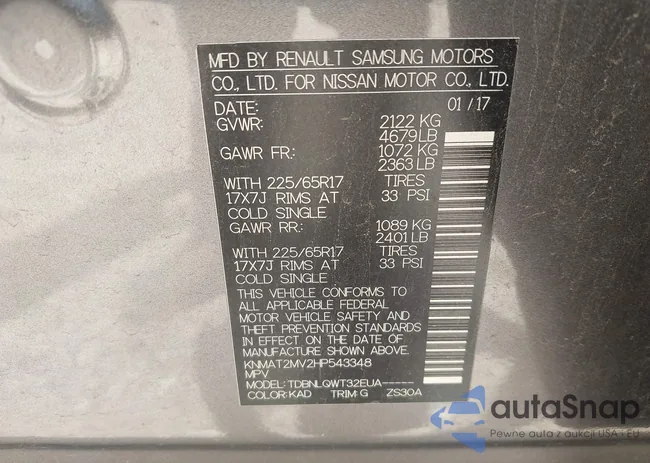 MFD BY RENAULT SAMSUNG MOTORS
CO., LTD. FOR NISSAN MOTOR CO., LTD.
DATE: 01/17
GVWR: 2122 KG
4679 LB
GAWR FR: 1072 KG
2363 LB
WITH 225/65R17 TIRES
17X7J RIMS AT 33 PSI
COLD SINGLE
GAWR RR: 1089 KG
2401 LB
WITH 225/65R17 TIRES
17X7J RIMS AT 33 PSI
COLD SINGLE
THIS VEHICLE CONFORMS TO
ALL APPLICABLE FEDERAL
MOTOR VEHICLE SAFETY AND
THEFT PREVENTION STANDARDS
IN EFFECT ON THE DATE OF
MANUFACTURE SHOWN ABOVE.
KNMAT2MV2HP543348
MPV
MODEL: TDBNLQWT32EUA-----
COLOR: KAD TRIM: G ZS30A
autaSnap
Pewne auta z aukcji USA i EU